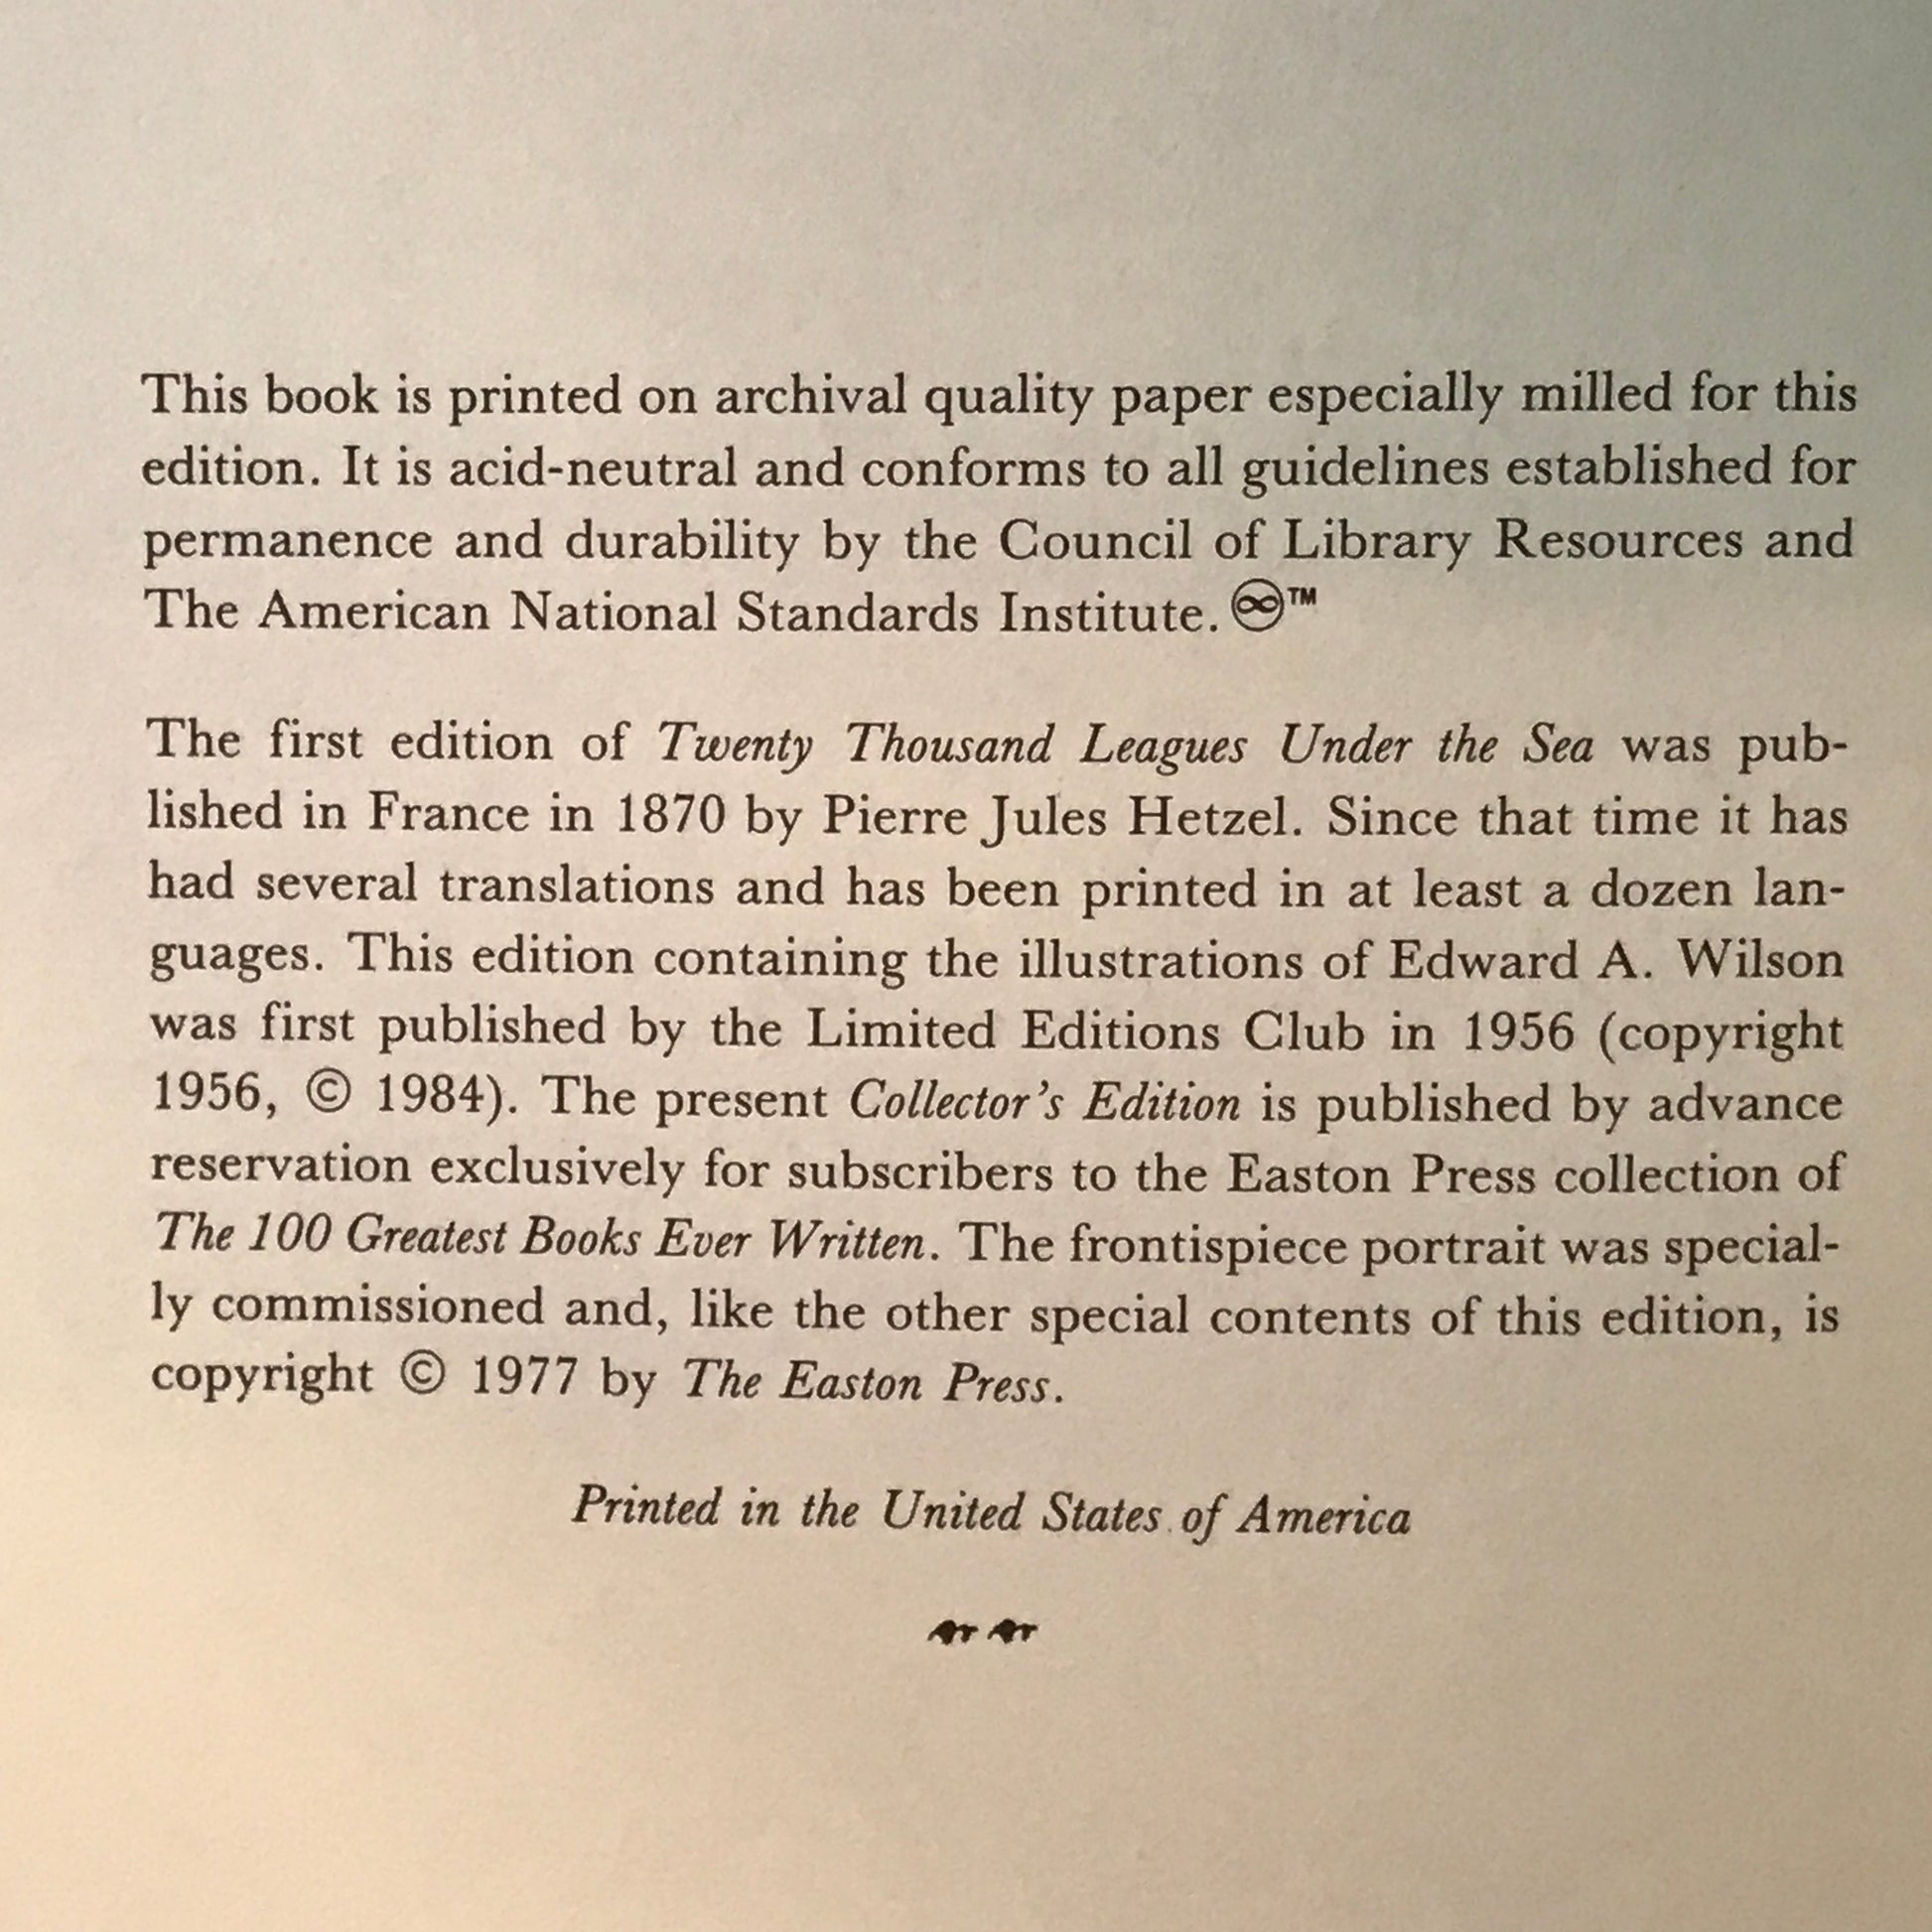 This book is printed on archival quality paper especially milled for this
edition. It is acid-neutral and conforms to all guidelines established for
permanence and durability by the Council of Library Resources and
The American National Standards Institute. ♾™
The first edition of Twenty Thousand Leagues Under the Sea was pub-
lished in France in 1870 by Pierre Jules Hetzel. Since that time it has
had several translations and has been printed in at least a dozen lan-
guages. This edition containing the illustrations of Edward A. Wilson
was first published by the Limited Editions Club in 1956 (copyright
1956, © 1984). The present Collector's Edition is published by advance
reservation exclusively for subscribers to the Easton Press collection of
The 100 Greatest Books Ever Written. The frontispiece portrait was special-
ly commissioned and, like the other special contents of this edition, is
copyright © 1977 by The Easton Press.
Printed in the United States of America